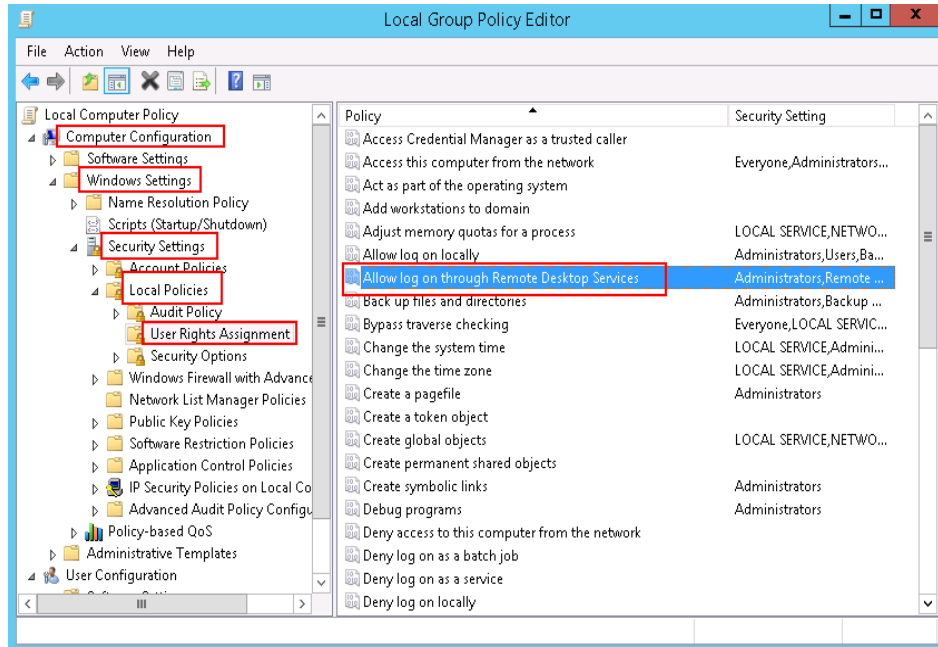 Local Group Policy Editor
File Action View Help
Local Computer Policy
Computer Configuration
Software Settings
Windows Settings
Name Resolution Policy
Scripts (Startup/Shutdown)
Security Settings
Account Policies
Local Policies
Audit Policy
User Rights Assignment
Security Options
Windows Firewall with Advance
Network List Manager Policies
Public Key Policies
Software Restriction Policies
Application Control Policies
IP Security Policies on Local Co
Advanced Audit Policy Configu
Policy-based QoS
Administrative Templates
User Configuration
Policy Security Setting
Access Credential Manager as a trusted caller
Access this computer from the network Everyone,Administrators...
Act as part of the operating system
Add workstations to domain
Adjust memory quotas for a process LOCAL SERVICE,NETWO...
Allow log on locally Administrators,Users,Ba...
Allow log on through Remote Desktop Services Administrators,Remote ...
Back up files and directories Administrators,Backup ...
Bypass traverse checking Everyone,LOCAL SERVIC...
Change the system time LOCAL SERVICE,Admini...
Change the time zone LOCAL SERVICE,Admini...
Create a pagefile Administrators
Create a token object
Create global objects LOCAL SERVICE,NETWO...
Create permanent shared objects
Create symbolic links Administrators
Debug programs Administrators
Deny access to this computer from the network
Deny log on as a batch job
Deny log on as a service
Deny log on locally